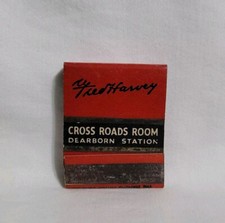 Fred Harvey
CROSS ROADS ROOM
DEARBORN STATION